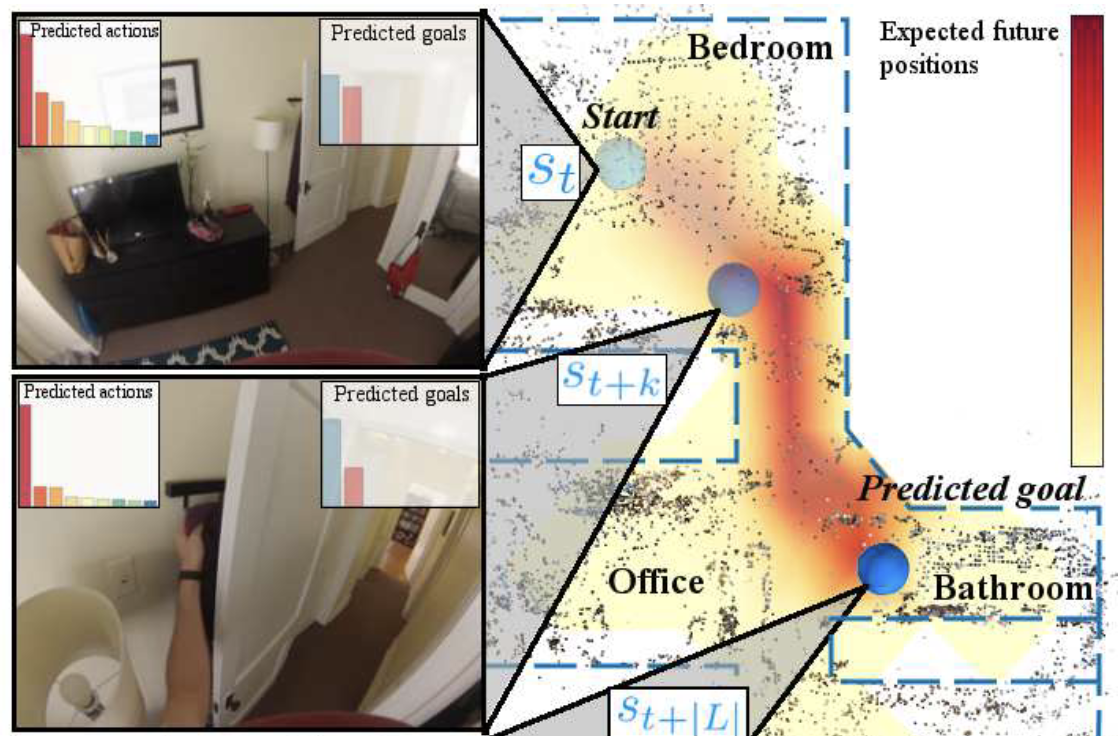 Predicted actions
Predicted goals
Bedroom
Expected future
positions
Start
s_t
s_{t+k}
Predicted actions
Predicted goals
Predicted goal
Office
Bathroom
s_{t+|L|}